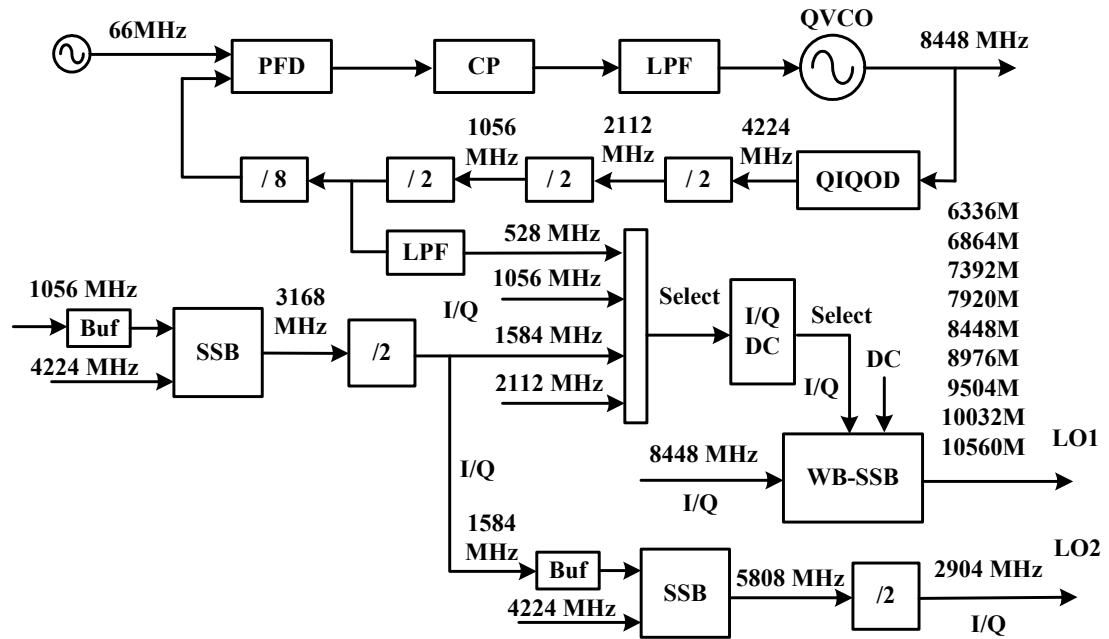 QVCO
66MHz
8448 MHz
PFD
CP
LPF
1056
MHz
2112
MHz
4224
MHz
/ 8
/ 2
/ 2
/ 2
QIQOD
6336M
6864M
7392M
7920M
8448M
8976M
9504M
10032M
10560M
LPF
528 MHz
1056 MHz
Buf
4224 MHz
SSB
3168
MHz
/2
I/Q
1056 MHz
1584 MHz
2112 MHz
Select
I/Q
DC
Select
I/Q
DC
8448 MHz
I/Q
WB-SSB
LO1
I/Q
1584
MHz
Buf
4224 MHz
SSB
5808 MHz
/2
2904 MHz
I/Q
LO2